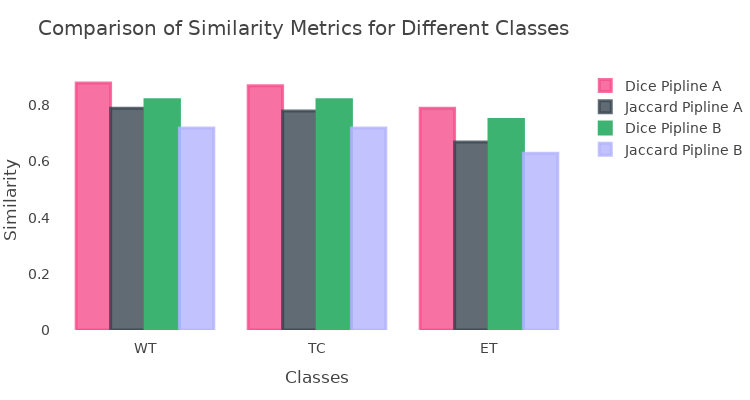 Comparison of Similarity Metrics for Different Classes
Dice Pipline A
Jaccard Pipline A
Dice Pipline B
Jaccard Pipline B
0.8
0.6
0.4
0.2
0
Similarity
WT
TC
ET
Classes